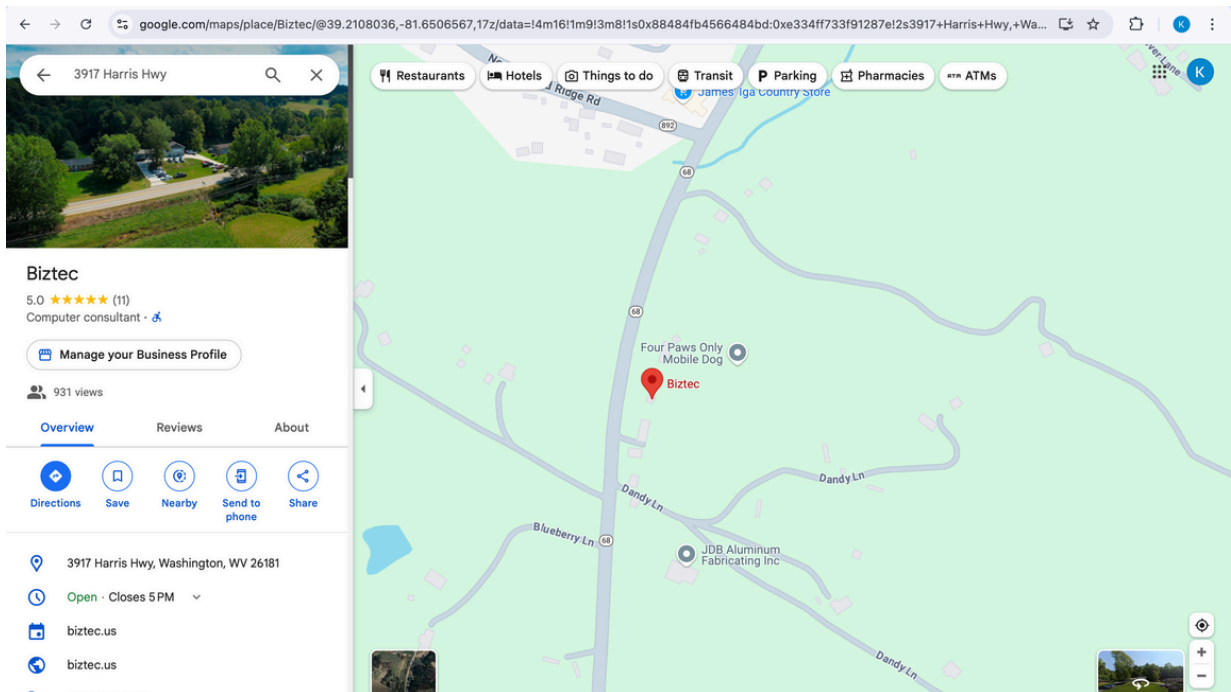 google.com/maps/place/Biztec/@39.2108036,-81.6506567,17z/data=!4m16!1m9!3m8!1s0x88484fb4566484bd:0xe334ff733f91287e!2s3917+Harris+Hwy,+Wa...
K
3917 Harris Hwy
Biztec
5.0 (11)
Computer consultant ·
Manage your Business Profile
931 views
Overview
Reviews
About
Directions
Save
Nearby
Send to
phone
Share
3917 Harris Hwy, Washington, WV 26181
Open · Closes 5 PM
biztec.us
biztec.us
Restaurants
Hotels
Things to do
Transit
P Parking
Pharmacies
ATM ATMs
K
Ridge Rd
James Iga Country Store
892
68
68
Four Paws Only
Mobile Dog
Biztec
Dandy Ln
Dandy Ln
Blueberry Ln
68
JDB Aluminum
Fabricating Inc
Dandy Ln
+
−